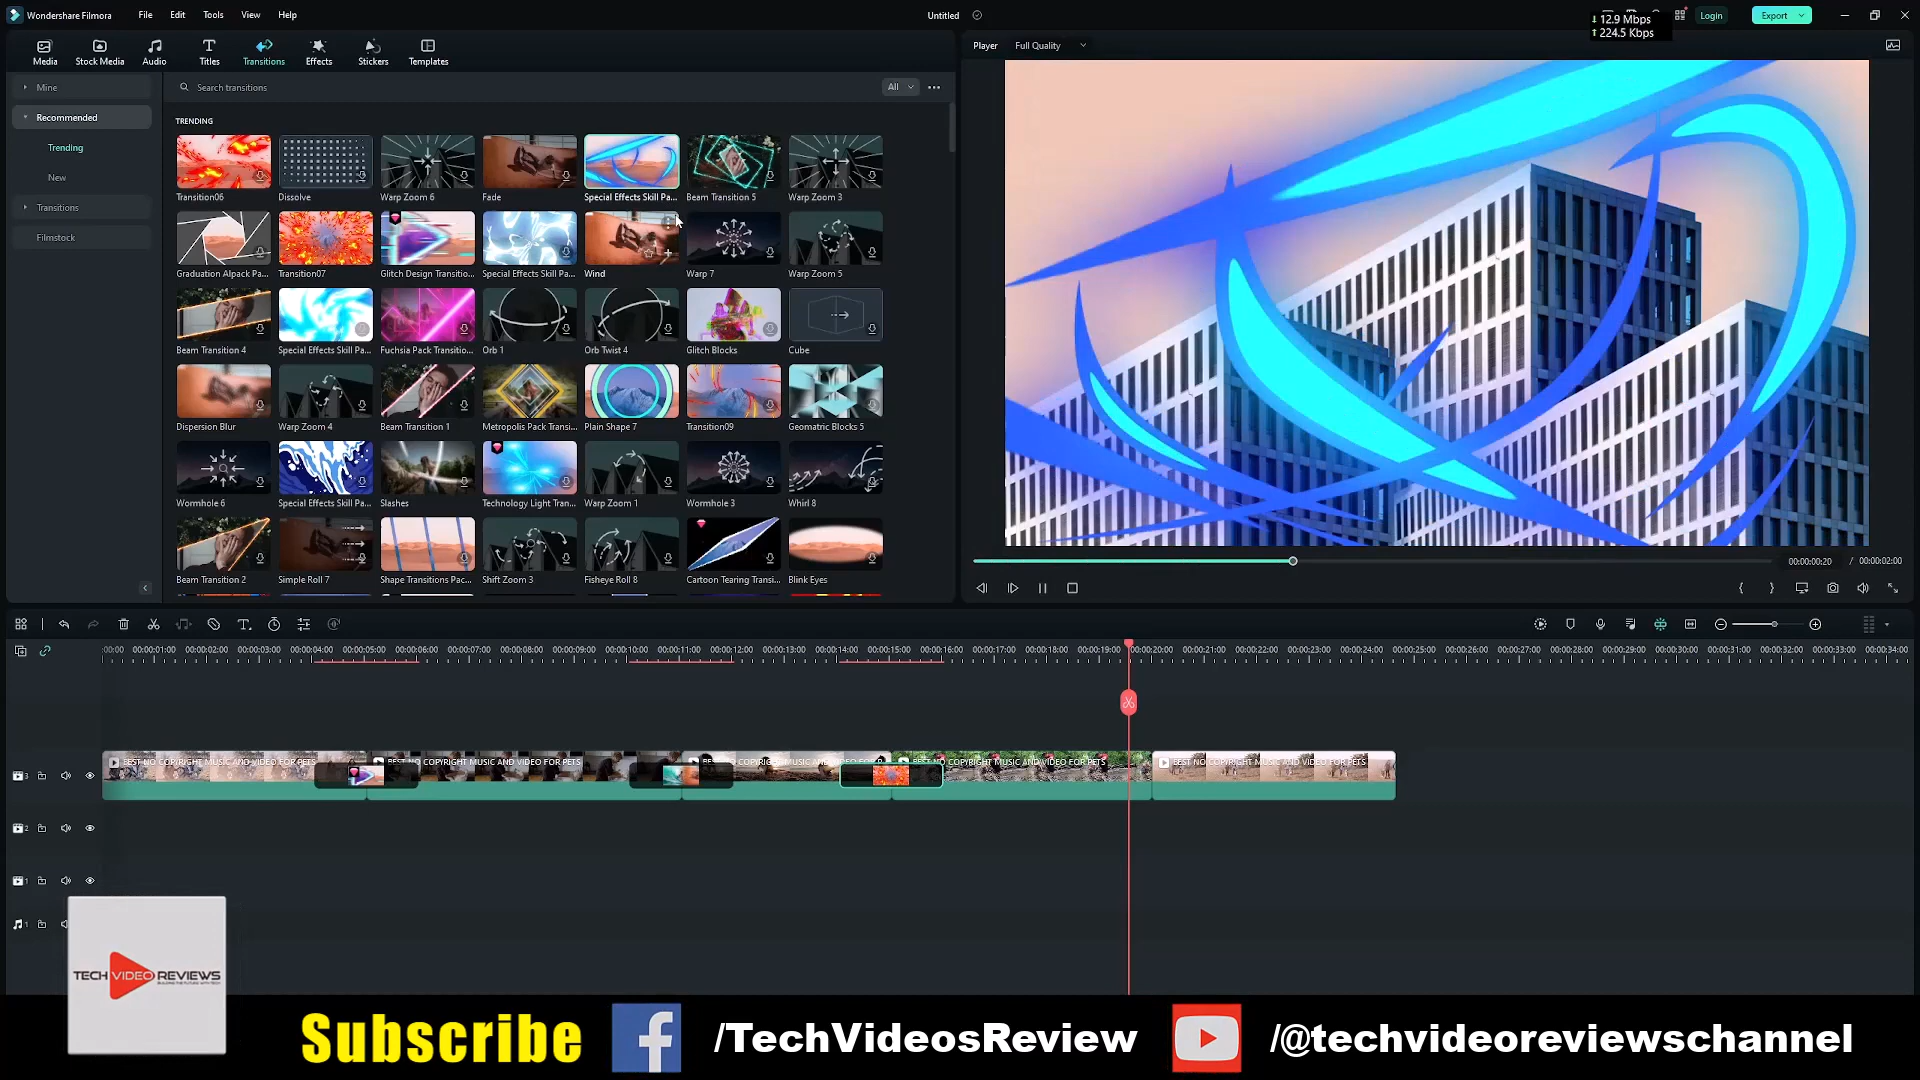 Wondershare Filmora
File
Edit
Tools
View
Help
Untitled
12.9 Mbps
224.5 Kbps
Login
Export
Media
Stock Media
Audio
Titles
Transitions
Effects
Stickers
Templates
Player
Full Quality
Mine
Search transitions
All
Recommended
Trending
New
Transitions
Filmstock
TRENDING
Transition06
Dissolve
Warp Zoom 6
Fade
Special Effects Skill Pa...
Beam Transition 5
Warp Zoom 3
Graduation Alpack Pa...
Transition07
Glitch Design Transitio...
Special Effects Skill Pa...
Wind
Warp 7
Warp Zoom 5
Beam Transition 4
Special Effects Skill Pa...
Fuchsia Pack Transitio...
Orb 1
Orb Twist 4
Glitch Blocks
Cube
Dispersion Blur
Warp Zoom 4
Beam Transition 1
Metropolis Pack Transi...
Plain Shape 7
Transition09
Geomatric Blocks 5
Wormhole 6
Special Effects Skill Pa...
Slashes
Technology Light Tran...
Warp Zoom 1
Wormhole 3
Whirl 8
Beam Transition 2
Simple Roll 7
Shape Transitions Pac...
Shift Zoom 3
Fisheye Roll 8
Cartoon Tearing Transi...
Blink Eyes
00:00:00:20 / 00:00:02:00
:00:00 00:00:01:00 00:00:02:00 00:00:03:00 00:00:04:00 00:00:05:00 00:00:06:00 00:00:07:00 00:00:08:00 00:00:09:00 00:00:10:00 00:00:11:00 00:00:12:00 00:00:13:00 00:00:14:00 00:00:15:00 00:00:16:00 00:00:17:00 00:00:18:00 00:00:19:00 00:00:20:00 00:00:21:00 00:00:22:00 00:00:23:00 00:00:24:00 00:00:25:00 00:00:26:00 00:00:27:00 00:00:28:00 00:00:29:00 00:00:30:00 00:00:31:00 00:00:32:00 00:00:33:00 00:00:34:00
BEST NO COPYRIGHT MUSIC AND VIDEO FOR PETS
BEST NO COPYRIGHT MUSIC AND VIDEO FOR PETS
BEST NO COPYRIGHT MUSIC AND VIDEO FOR P
BEST NO COPYRIGHT MUSIC AND VIDEO FOR PETS
BEST NO COPYRIGHT MUSIC AND VIDEO FOR PETS
3
2
1
1
TECH VIDEO REVIEWS
BUILDING THE FUTURE WITH TECH
Subscribe
/TechVideosReview
/@techvideoreviewschannel